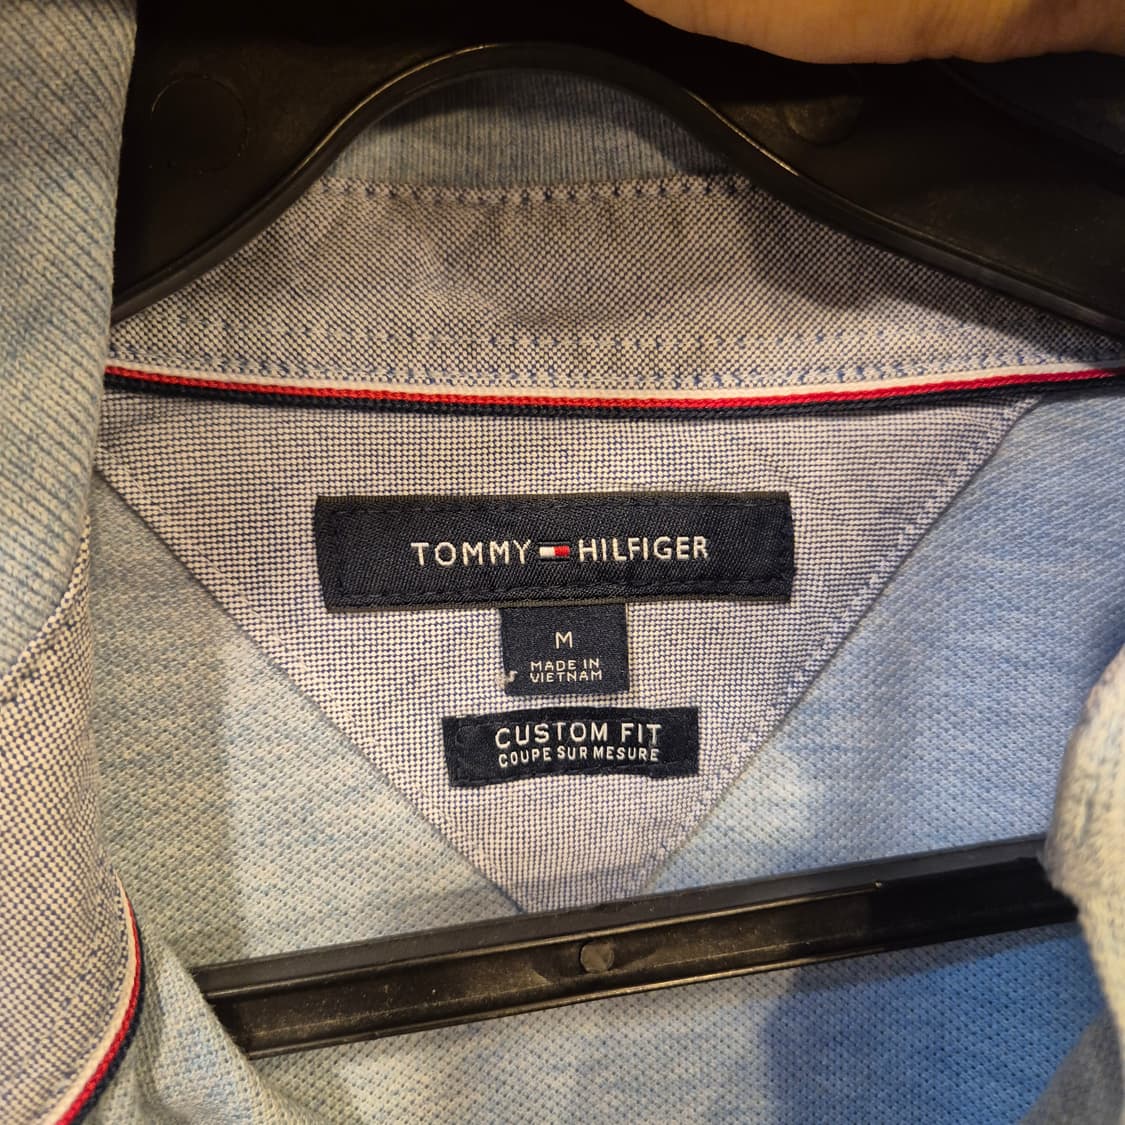 TOMMY HILFIGER
M
MADE IN
VIETNAM
CUSTOM FIT
COUPE SUR MESURE